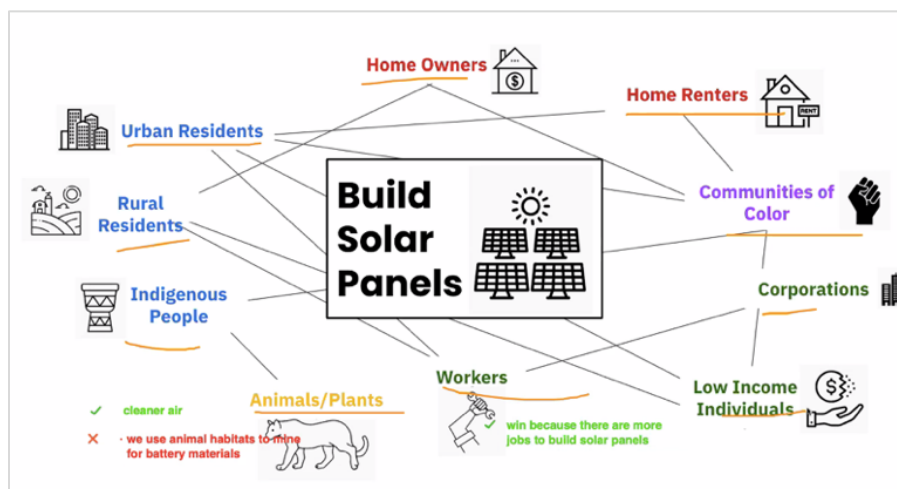 Home Owners
Home Renters
RENT
Urban Residents
Build
Solar
Panels
Rural
Residents
Communities of
Color
Indigenous
People
Corporations
Workers
Low Income
Individuals
Animals/Plants
✓ cleaner air
✗ · we use animal habitats to mine
for battery materials
✓ win because there are more
jobs to build solar panels